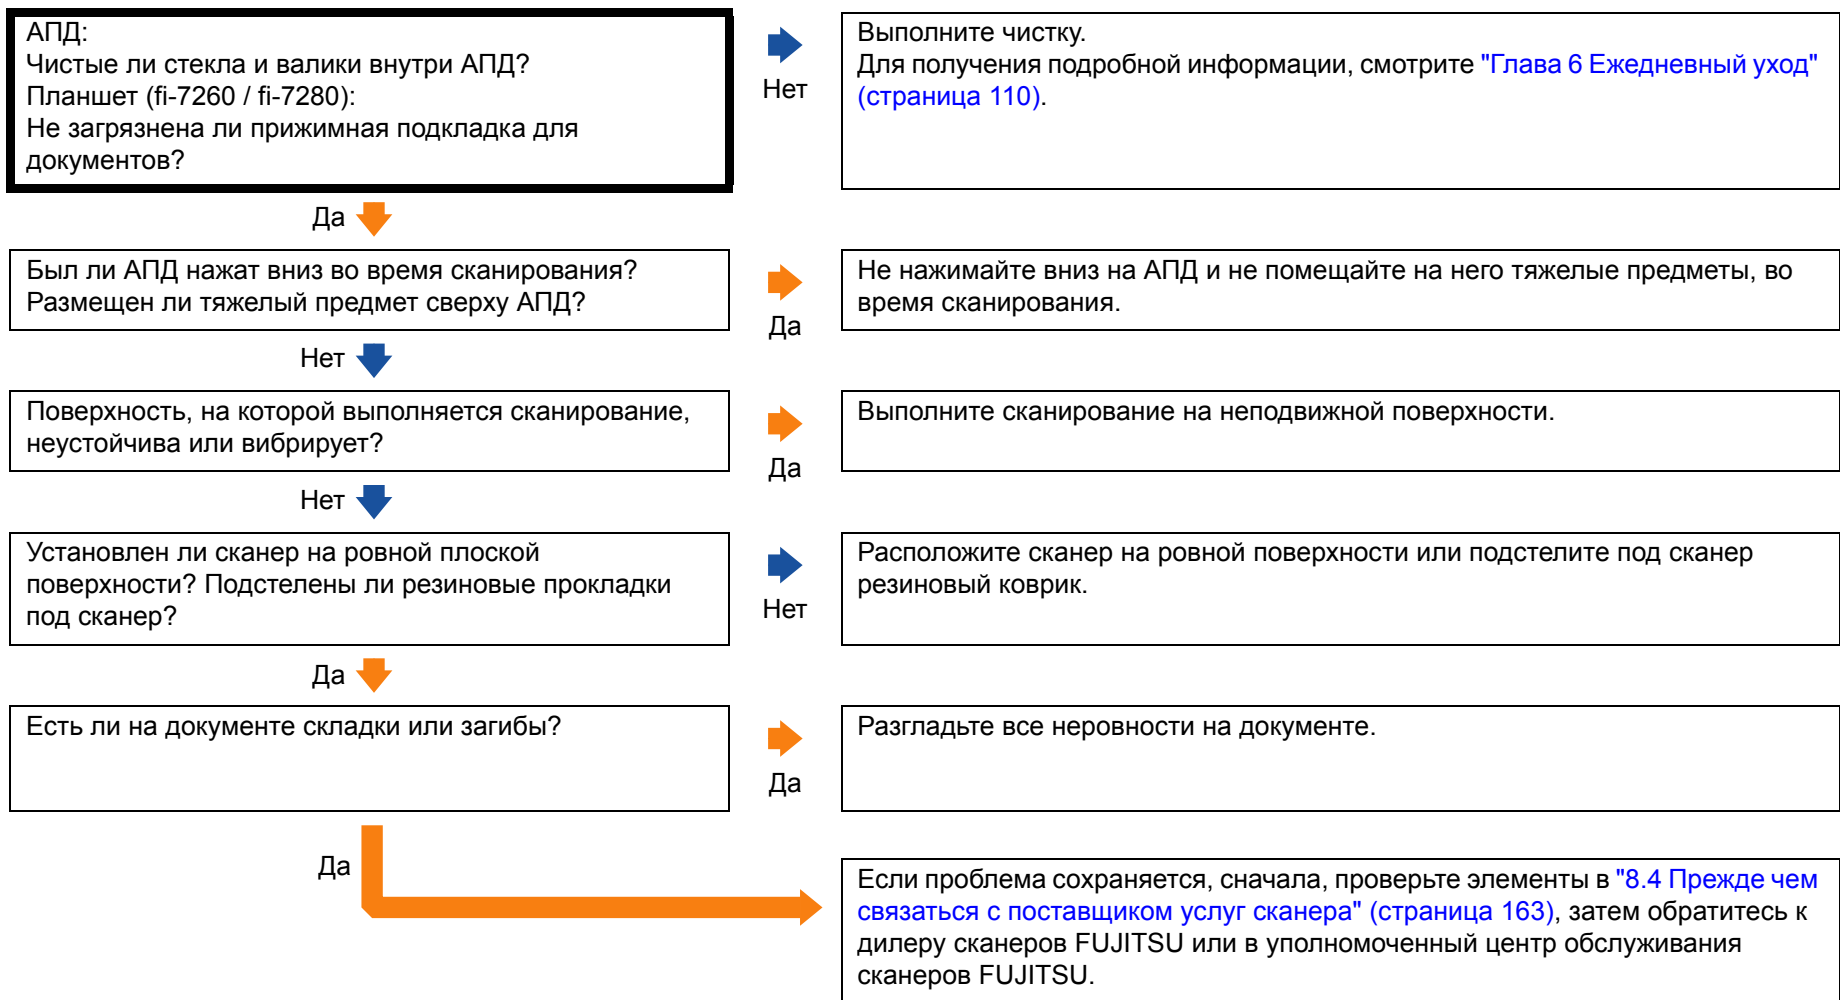 АПД:
Чистые ли стекла и валики внутри АПД?
Планшет (fi-7260 / fi-7280):
Не загрязнена ли прижимная подкладка для
документов?
Нет
Выполните чистку.
Для получения подробной информации, смотрите "Глава 6 Ежедневный уход"
(страница 110).
Да
Был ли АПД нажат вниз во время сканирования?
Размещен ли тяжелый предмет сверху АПД?
Да
Не нажимайте вниз на АПД и не помещайте на него тяжелые предметы, во
время сканирования.
Нет
Поверхность, на которой выполняется сканирование,
неустойчива или вибрирует?
Да
Выполните сканирование на неподвижной поверхности.
Нет
Установлен ли сканер на ровной плоской
поверхности? Подстелены ли резиновые прокладки
под сканер?
Нет
Расположите сканер на ровной поверхности или подстелите под сканер
резиновый коврик.
Да
Есть ли на документе складки или загибы?
Да
Разгладьте все неровности на документе.
Да
Если проблема сохраняется, сначала, проверьте элементы в "8.4 Прежде чем
связаться с поставщиком услуг сканера" (страница 163), затем обратитесь к
дилеру сканеров FUJITSU или в уполномоченный центр обслуживания
сканеров FUJITSU.